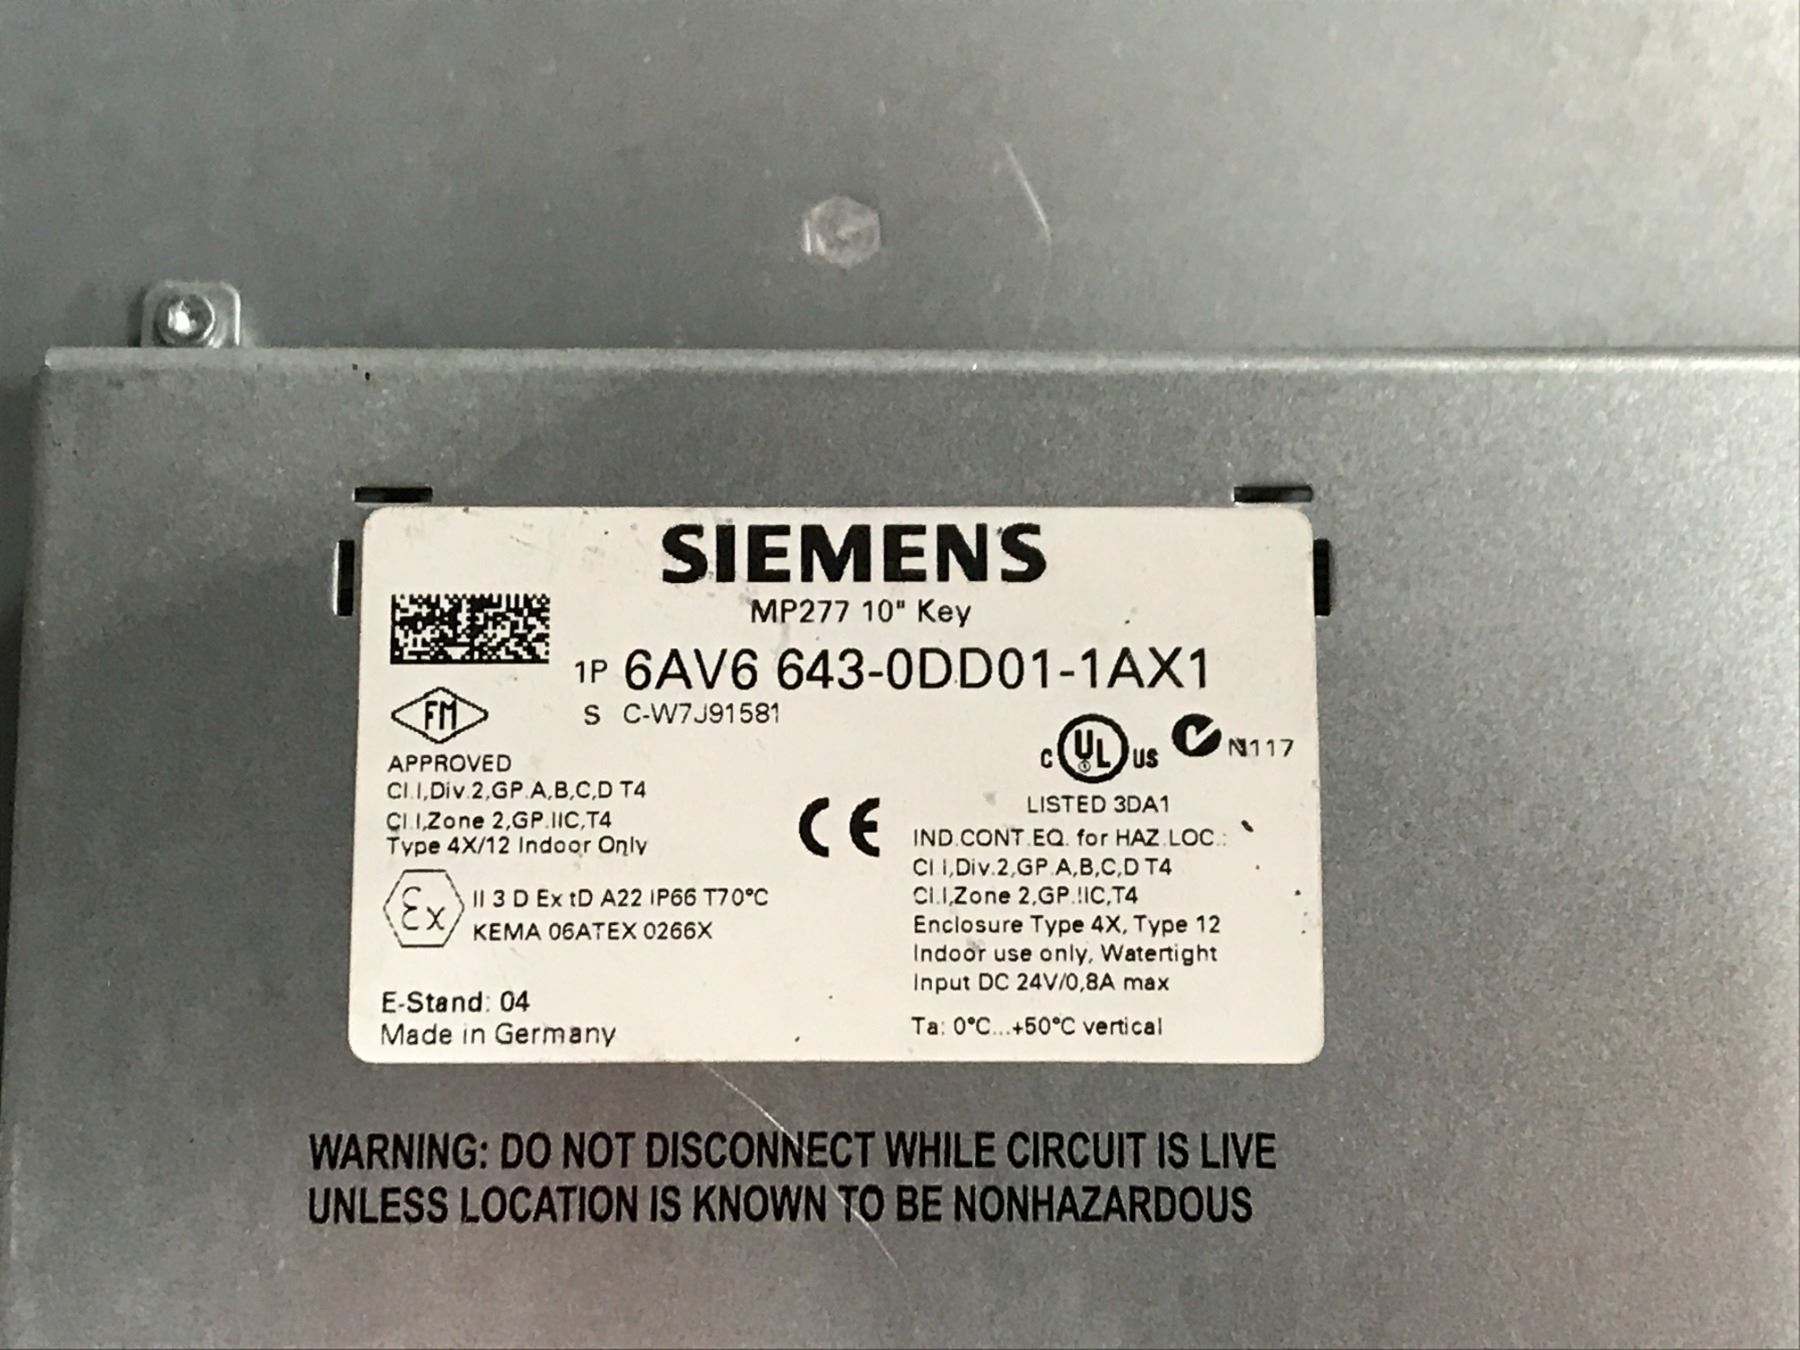 SIEMENS
MP277 10" Key
1P 6AV6 643-0DD01-1AX1
S C-W7J91581
FM
APPROVED
Cl.I,Div.2,GP.A,B,C,D T4
Cl.I,Zone 2,GP.IIC,T4
Type 4X/12 Indoor Only
Ex II 3 D Ex tD A22 IP66 T70°C
KEMA 06ATEX 0266X
E-Stand: 04
Made in Germany
CE
C UL US N117
LISTED 3DA1
IND.CONT.EQ. for HAZ.LOC.:
Cl.I,Div.2,GP.A,B,C,D T4
Cl.I,Zone 2,GP.IIC,T4
Enclosure Type 4X, Type 12
Indoor use only, Watertight
Input DC 24V/0,8A max
Ta: 0°C...+50°C vertical
WARNING: DO NOT DISCONNECT WHILE CIRCUIT IS LIVE
UNLESS LOCATION IS KNOWN TO BE NONHAZARDOUS